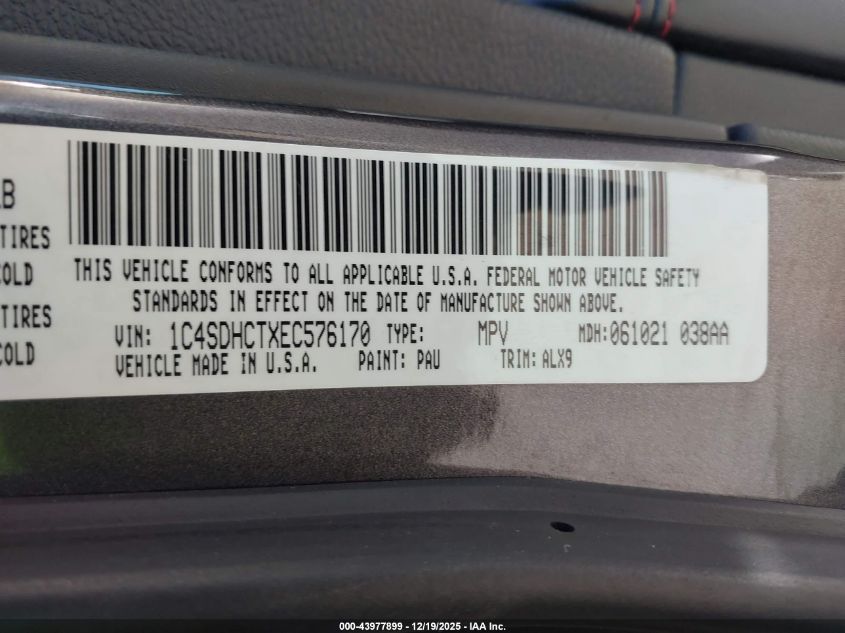 LB
TIRES
COLD
TIRES
COLD
THIS VEHICLE CONFORMS TO ALL APPLICABLE U.S.A. FEDERAL MOTOR VEHICLE SAFETY
STANDARDS IN EFFECT ON THE DATE OF MANUFACTURE SHOWN ABOVE.
VIN: 1C4SDHCTXEC576170 TYPE: MPV MDH:061021 038AA
VEHICLE MADE IN U.S.A. PAINT: PAU TRIM: ALX9
000-43977899 - 12/19/2025 - IAA Inc.